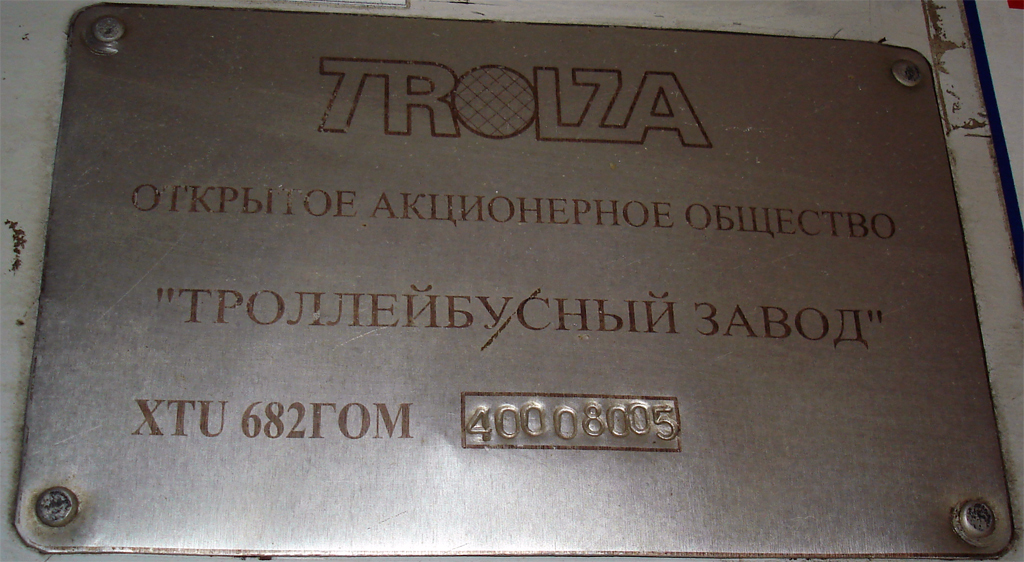 TROLZA
ОТКРЫТОЕ АКЦИОНЕРНОЕ ОБЩЕСТВО
"ТРОЛЛЕЙБУСНЫЙ ЗАВОД"
XTU 682ГОМ 40008005